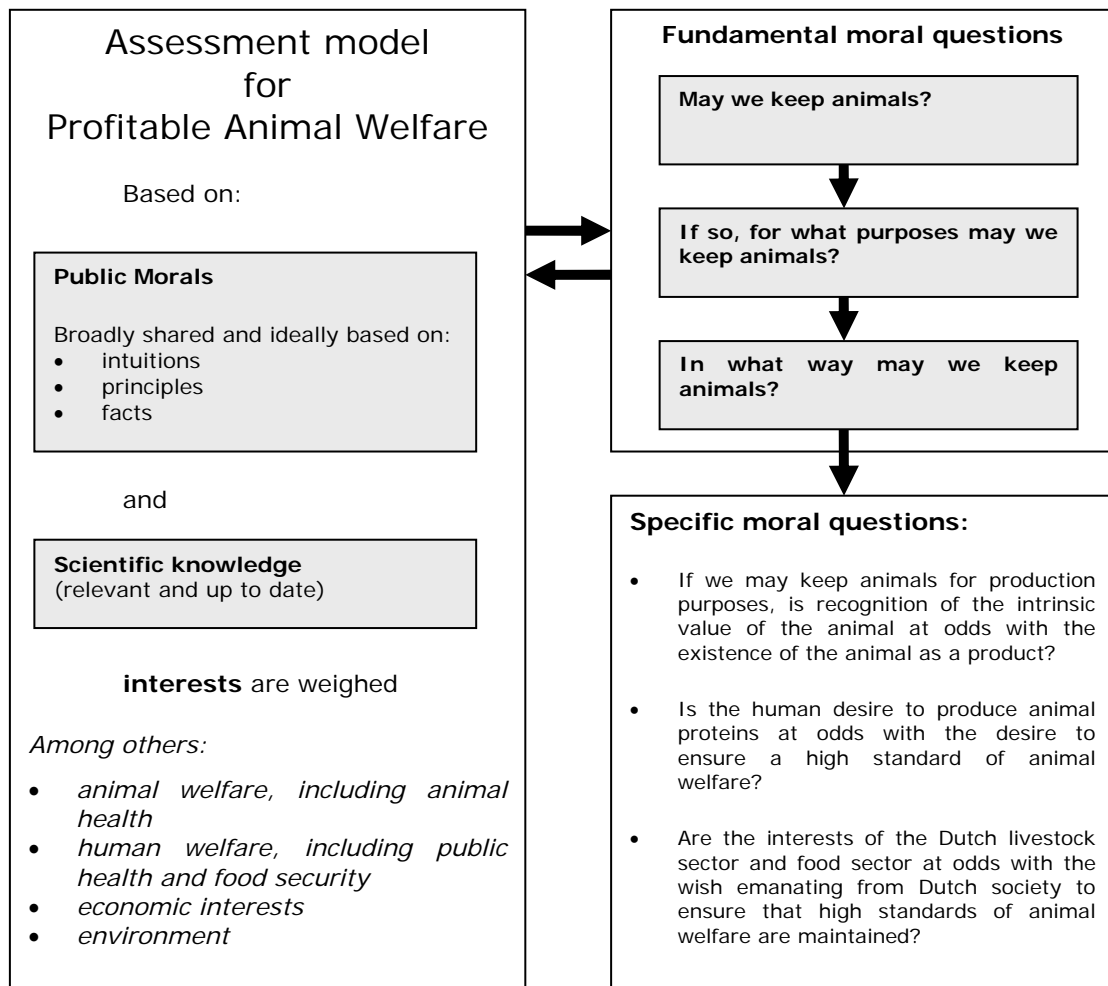 Assessment model
for
Profitable Animal Welfare
Based on:
Public Morals
Broadly shared and ideally based on:
• intuitions
• principles
• facts
and
Scientific knowledge
(relevant and up to date)
interests are weighed
Among others:
• animal welfare, including animal
health
• human welfare, including public
health and food security
• economic interests
• environment
Fundamental moral questions
May we keep animals?
If so, for what purposes may we
keep animals?
In what way may we keep
animals?
Specific moral questions:
• If we may keep animals for production
purposes, is recognition of the intrinsic
value of the animal at odds with the
existence of the animal as a product?
• Is the human desire to produce animal
proteins at odds with the desire to
ensure a high standard of animal
welfare?
• Are the interests of the Dutch livestock
sector and food sector at odds with the
wish emanating from Dutch society to
ensure that high standards of animal
welfare are maintained?